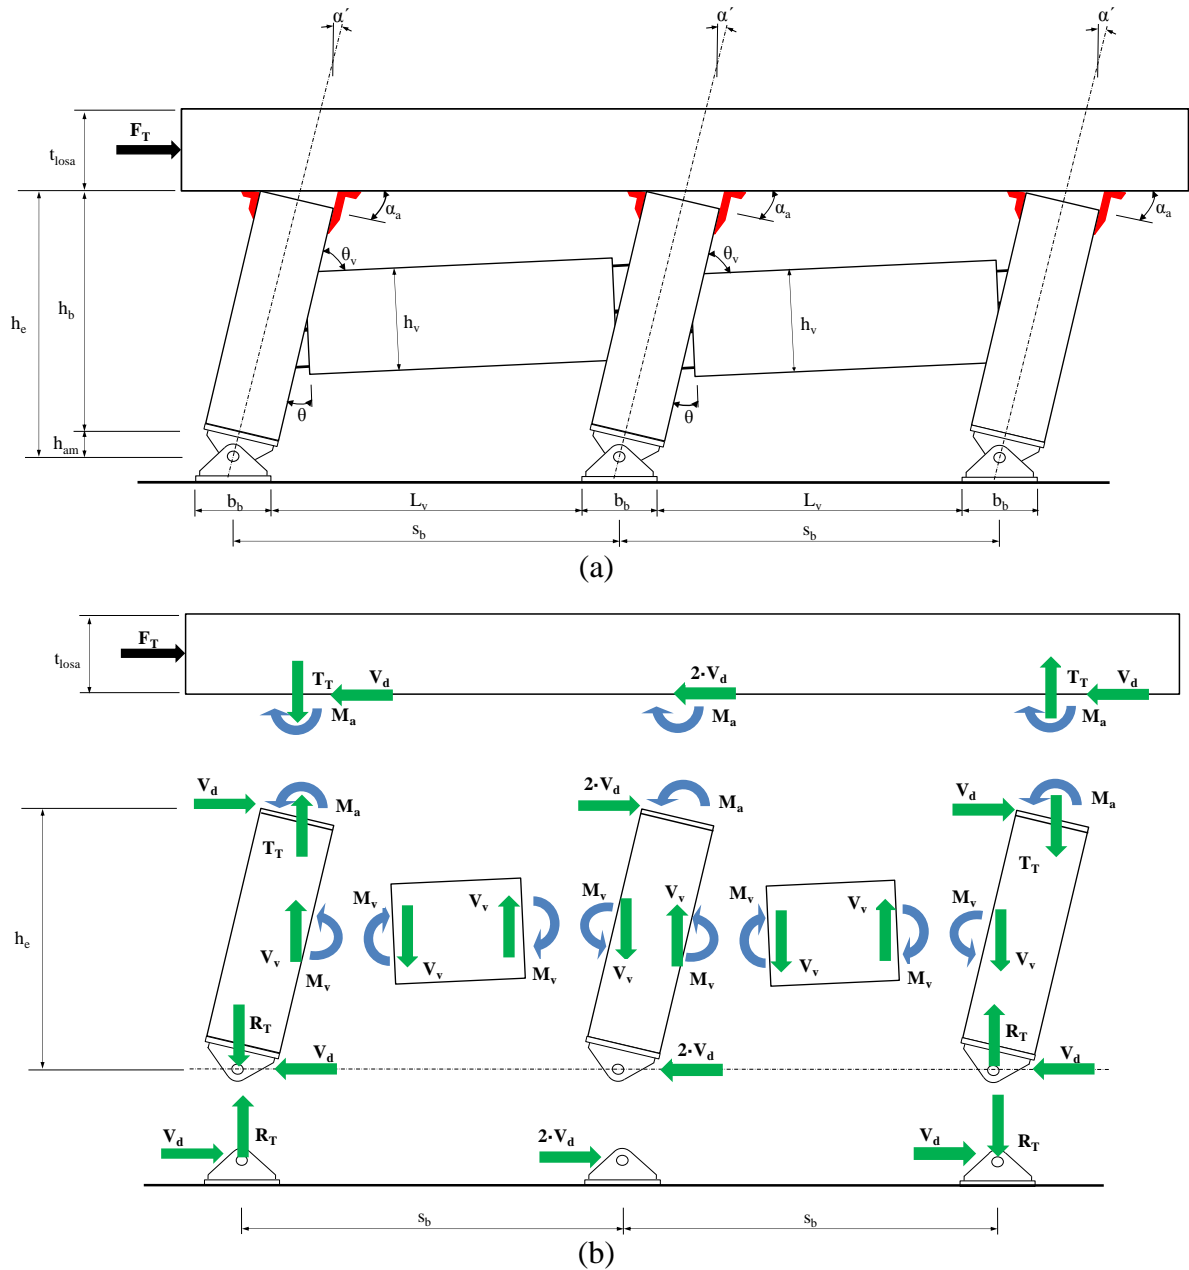 α´ α´ α´
F_T
t_losa
α_a α_a α_a
θ_v θ_v
h_e h_b h_v h_v
θ θ
h_am
b_b L_v b_b L_v b_b
s_b s_b
(a)
F_T
t_losa
T_T V_d 2·V_d T_T V_d
M_a M_a M_a
V_d 2·V_d V_d
M_a M_a M_a
T_T T_T
M_v V_v M_v V_v M_v V_v M_v
h_e
V_v M_v V_v M_v V_v M_v V_v M_v V_v
R_T R_T
V_d 2·V_d V_d
V_d R_T 2·V_d V_d R_T
s_b s_b
(b)